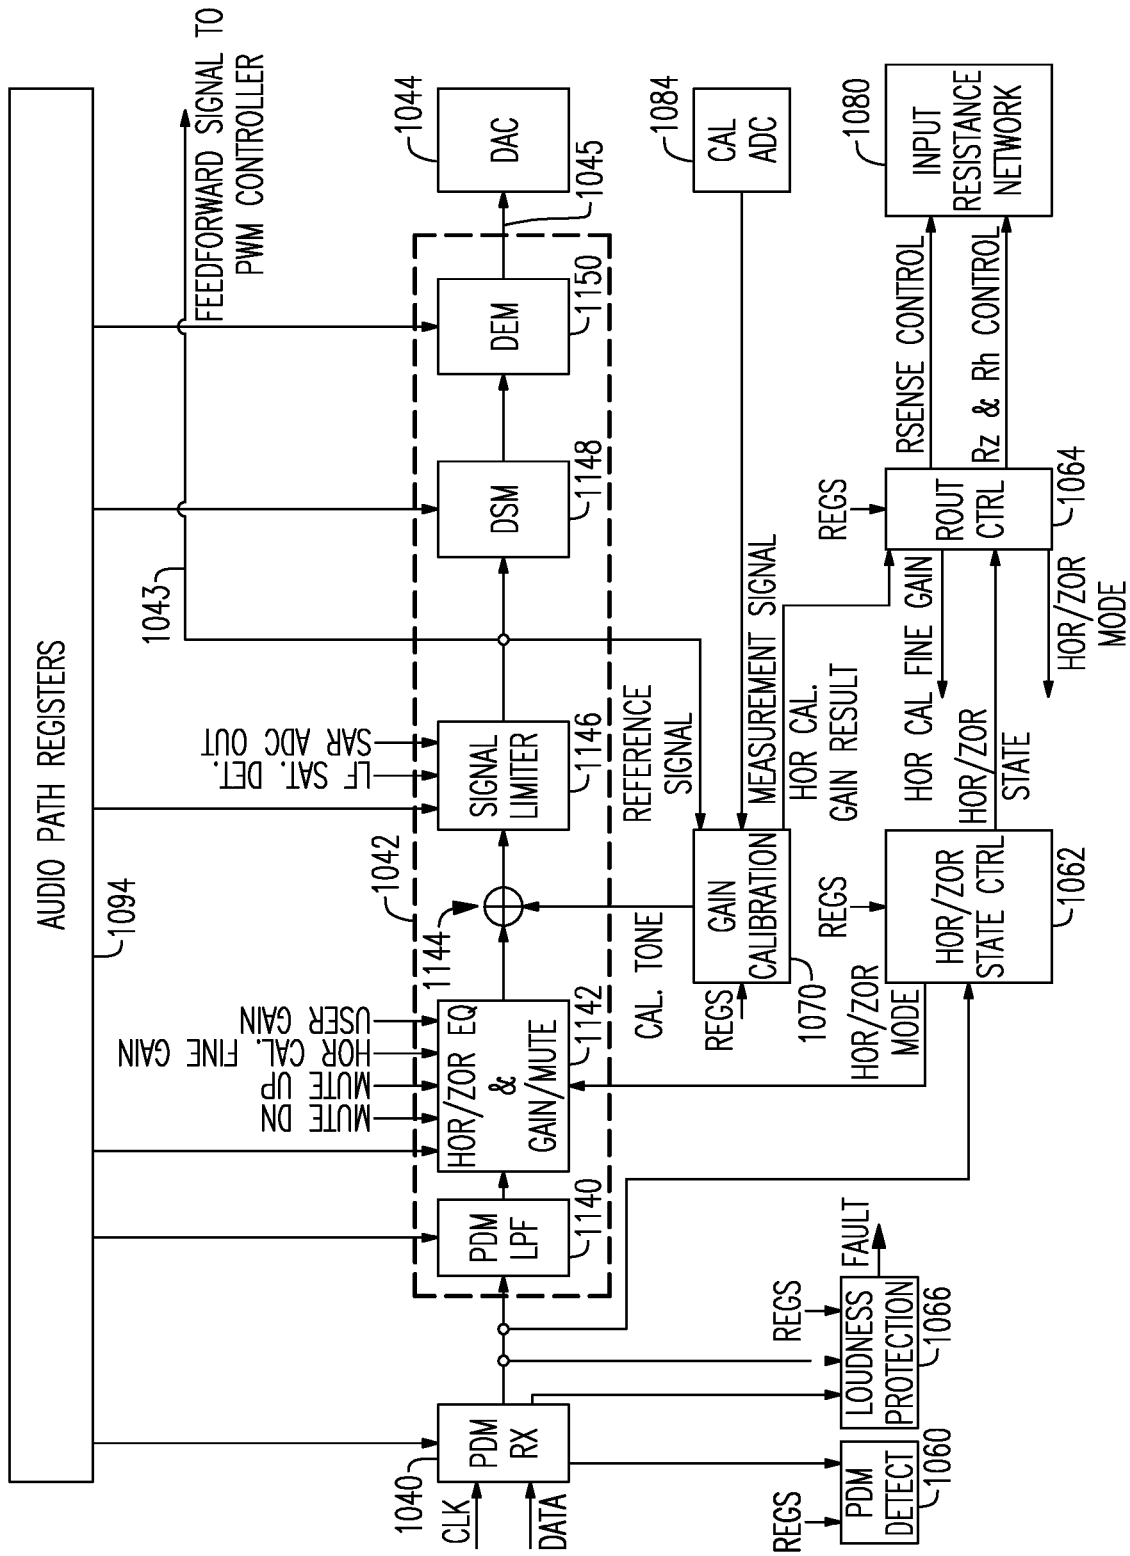 AUDIO PATH REGISTERS
1094
FEEDFORWARD SIGNAL TO
PWM CONTROLLER
1043
CLK
DATA
1040
PDM
RX
PDM
LPF
1140
MUTE DN
MUTE UP
HOR CAL. FINE GAIN
USER GAIN
HOR/ZOR EQ
&
GAIN/MUTE
1142
1144
1042
LF SAT. DET.
SAR ADC OUT
SIGNAL
LIMITER
1146
DSM
1148
DEM
1150
1045
DAC
1044
CAL. TONE
REFERENCE
SIGNAL
REGS
GAIN
CALIBRATION
1070
MEASUREMENT SIGNAL
HOR CAL.
GAIN RESULT
CAL
ADC
1084
REGS
PDM
DETECT
1060
REGS
LOUDNESS
PROTECTION
1066
FAULT
HOR/ZOR
MODE
REGS
HOR/ZOR
STATE CTRL
1062
HOR/ZOR
STATE
HOR CAL FINE GAIN
HOR/ZOR
MODE
REGS
ROUT
CTRL
1064
RSENSE CONTROL
Rz & Rh CONTROL
INPUT
RESISTANCE
NETWORK
1080